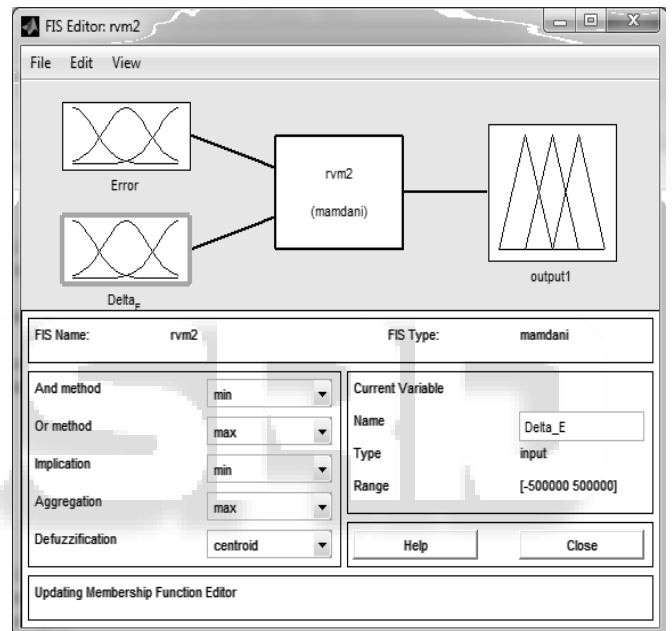 FIS Editor: rvm2
File Edit View
Error
rvm2
(mamdani)
Delta_E
output1
FIS Name: rvm2 FIS Type: mamdani
And method min
Or method max
Implication min
Aggregation max
Defuzzification centroid
Current Variable
Name Delta_E
Type input
Range [-500000 500000]
Help Close
Updating Membership Function Editor